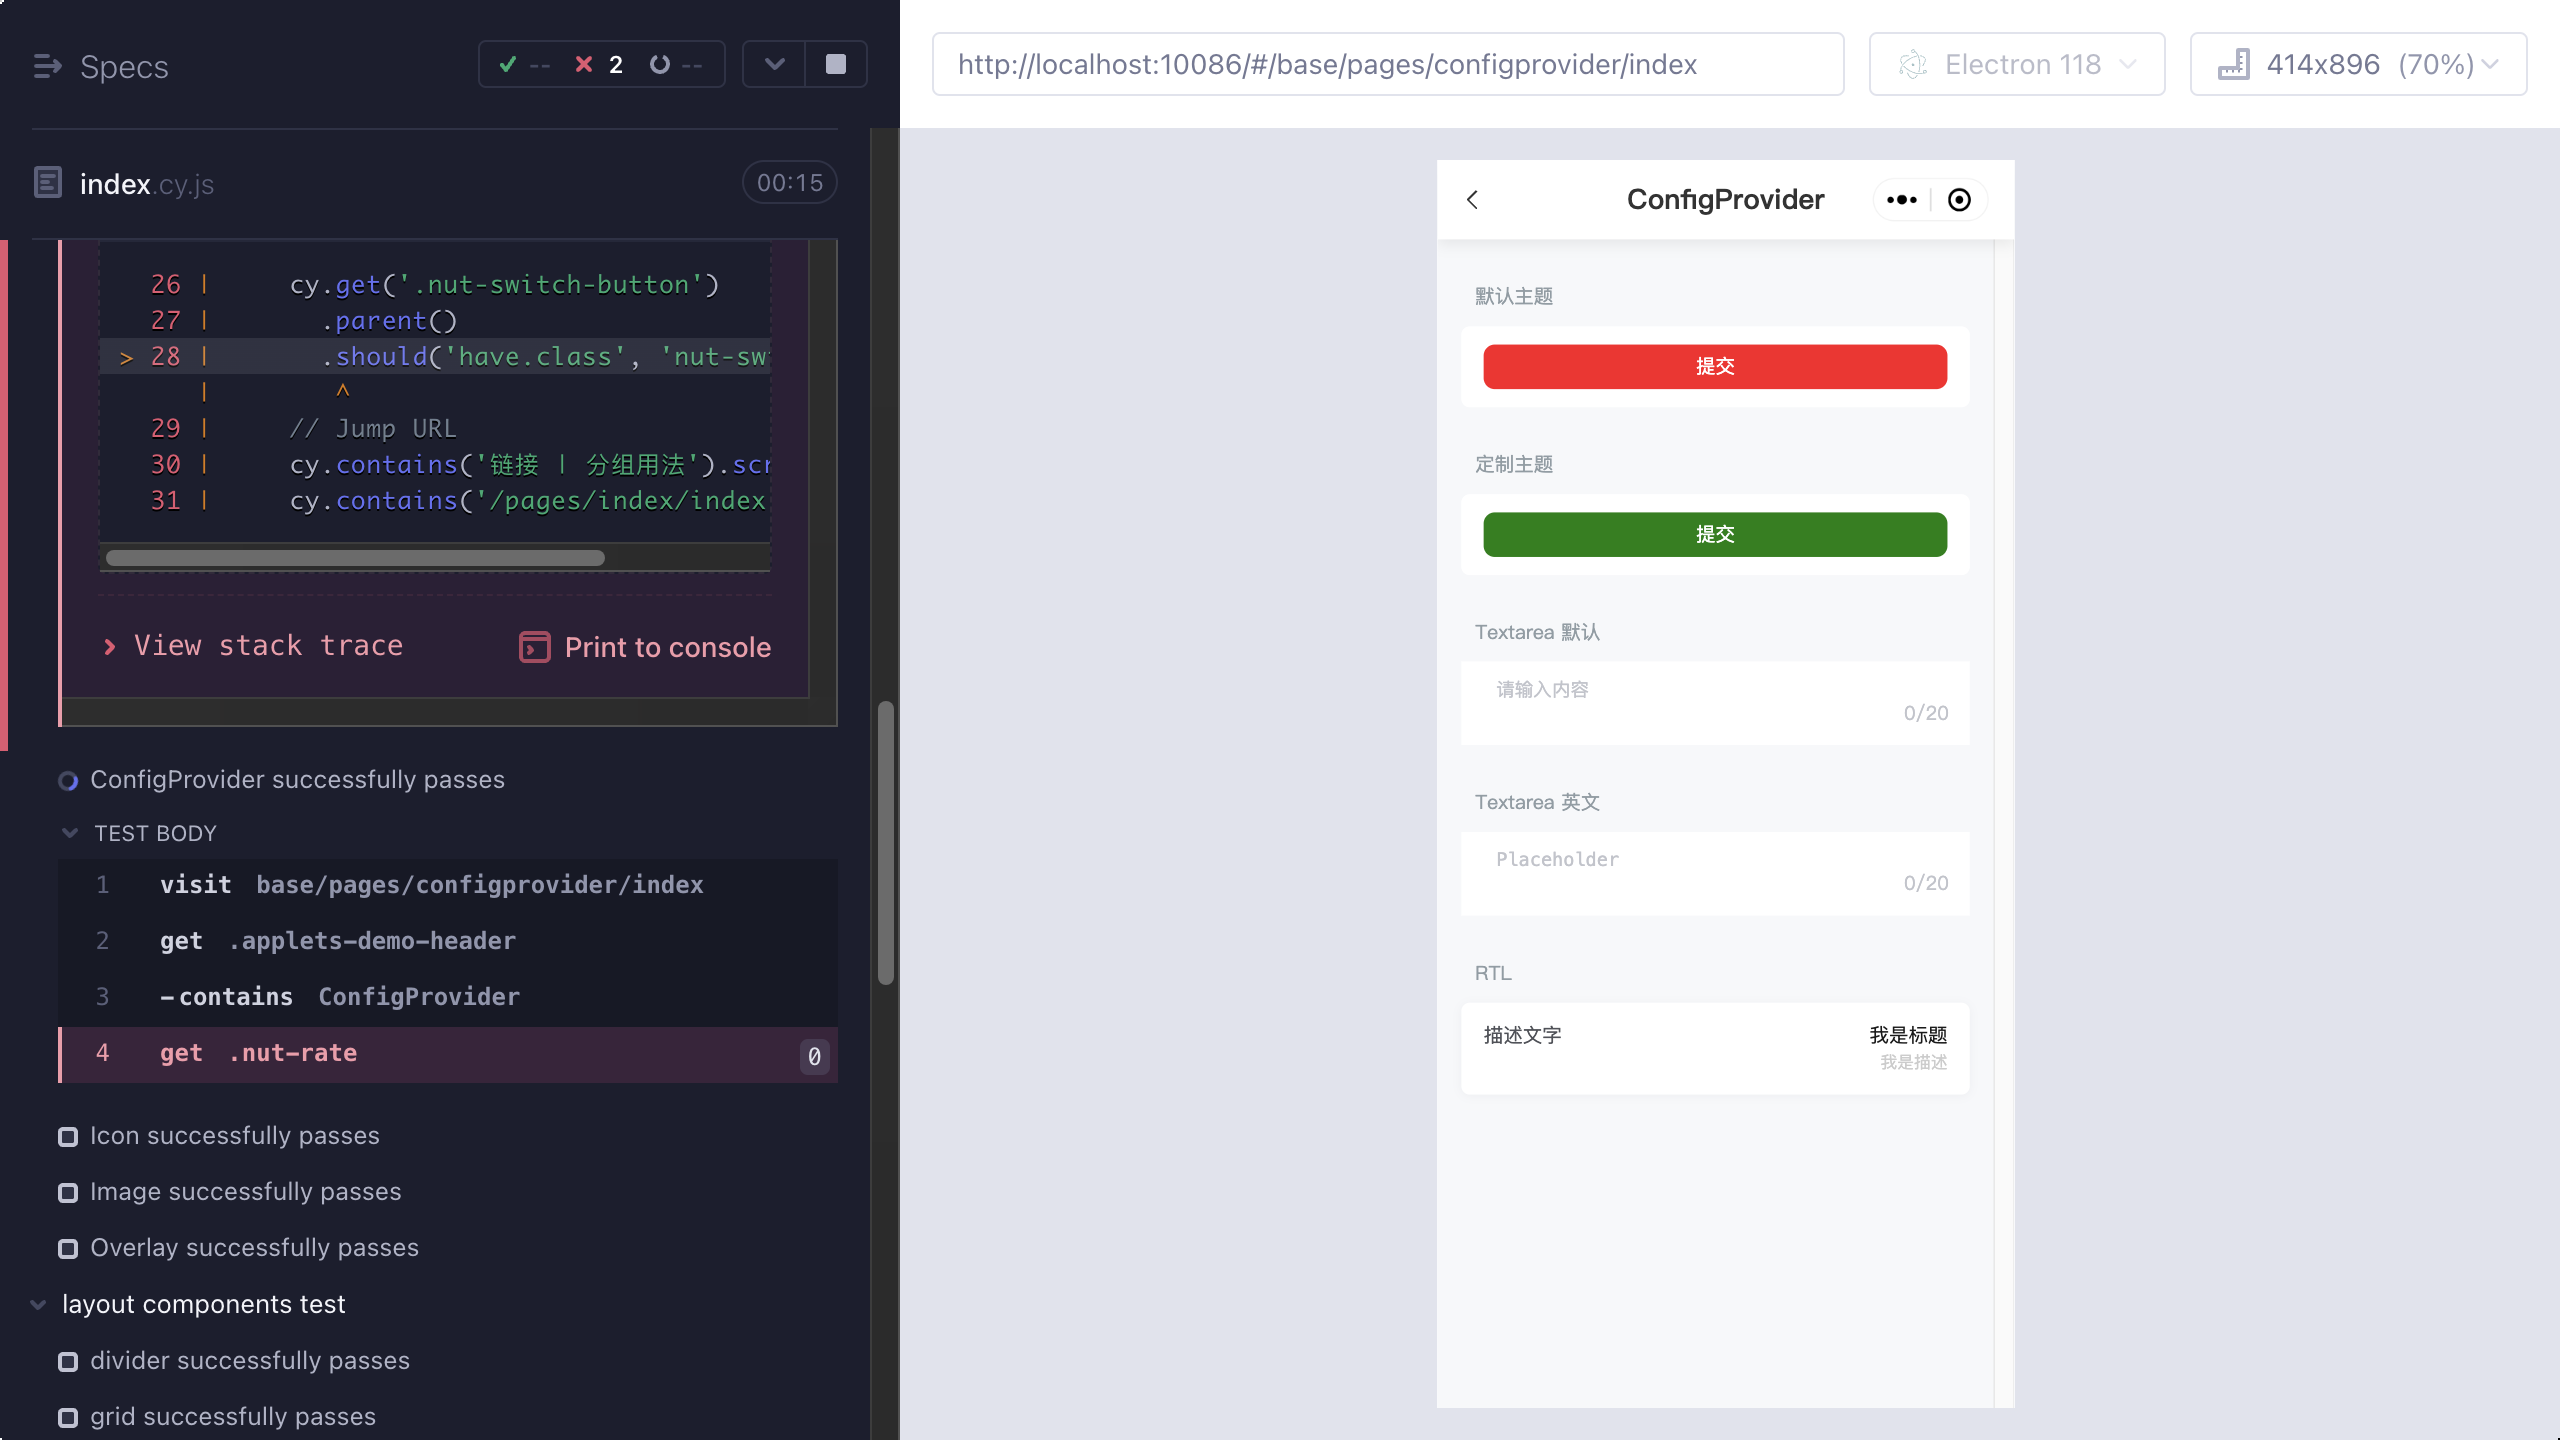 Specs
-- 2 --
index.cy.js
00:15
26 | cy.get('.nut-switch-button')
27 | .parent()
> 28 | .should('have.class', 'nut-sw
| ^
29 | // Jump URL
30 | cy.contains('链接 | 分组用法').scr
31 | cy.contains('/pages/index/index
View stack trace
Print to console
ConfigProvider successfully passes
TEST BODY
1 visit base/pages/configprovider/index
2 get .applets-demo-header
3 -contains ConfigProvider
4 get .nut-rate 0
Icon successfully passes
Image successfully passes
Overlay successfully passes
layout components test
divider successfully passes
grid successfully passes
http://localhost:10086/#/base/pages/configprovider/index
Electron 118
414x896 (70%)
ConfigProvider
默认主题
提交
定制主题
提交
Textarea 默认
请输入内容
0/20
Textarea 英文
Placeholder
0/20
RTL
描述文字 我是标题
我是描述